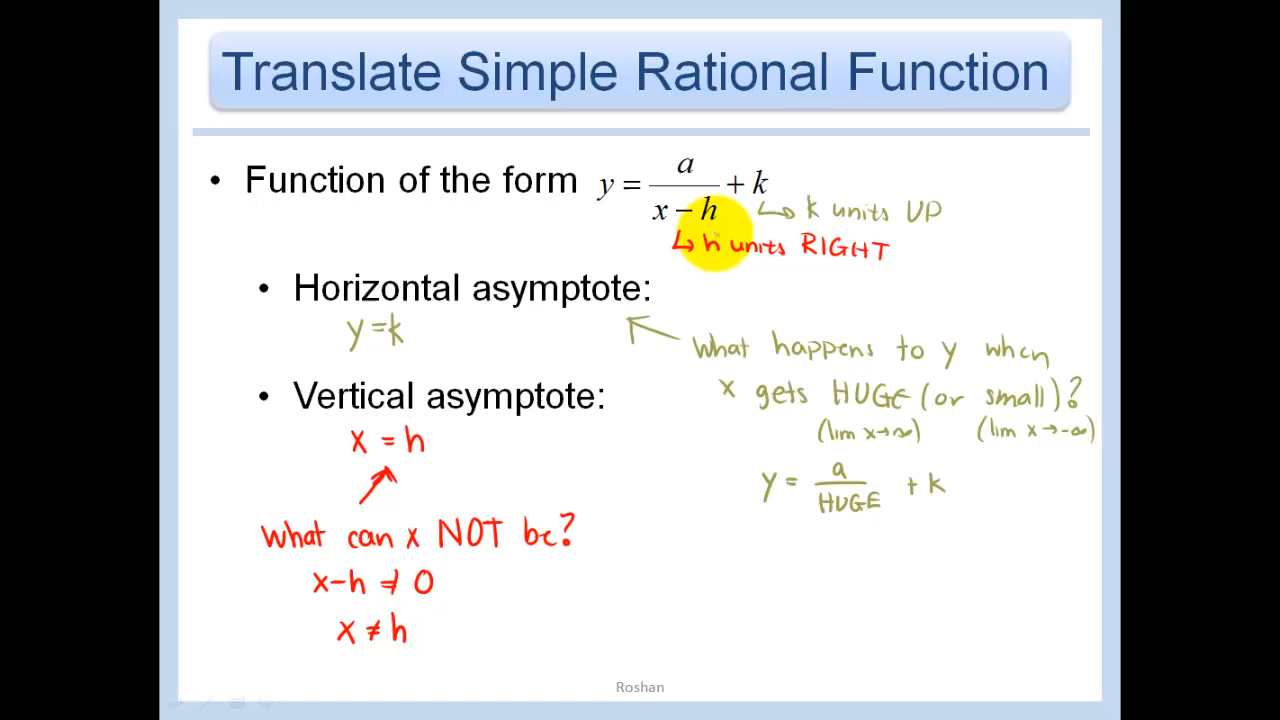 Translate Simple Rational Function
• Function of the form y = a/(x − h) + k
↳ k units UP
↳ h units RIGHT
• Horizontal asymptote:
y = k
What happens to y when
x gets HUGE (or small)?
(lim x→∞) (lim x→-∞)
y = a/HUGE + k
• Vertical asymptote:
x = h
What can x NOT be?
x-h ≠ 0
x ≠ h
Roshan